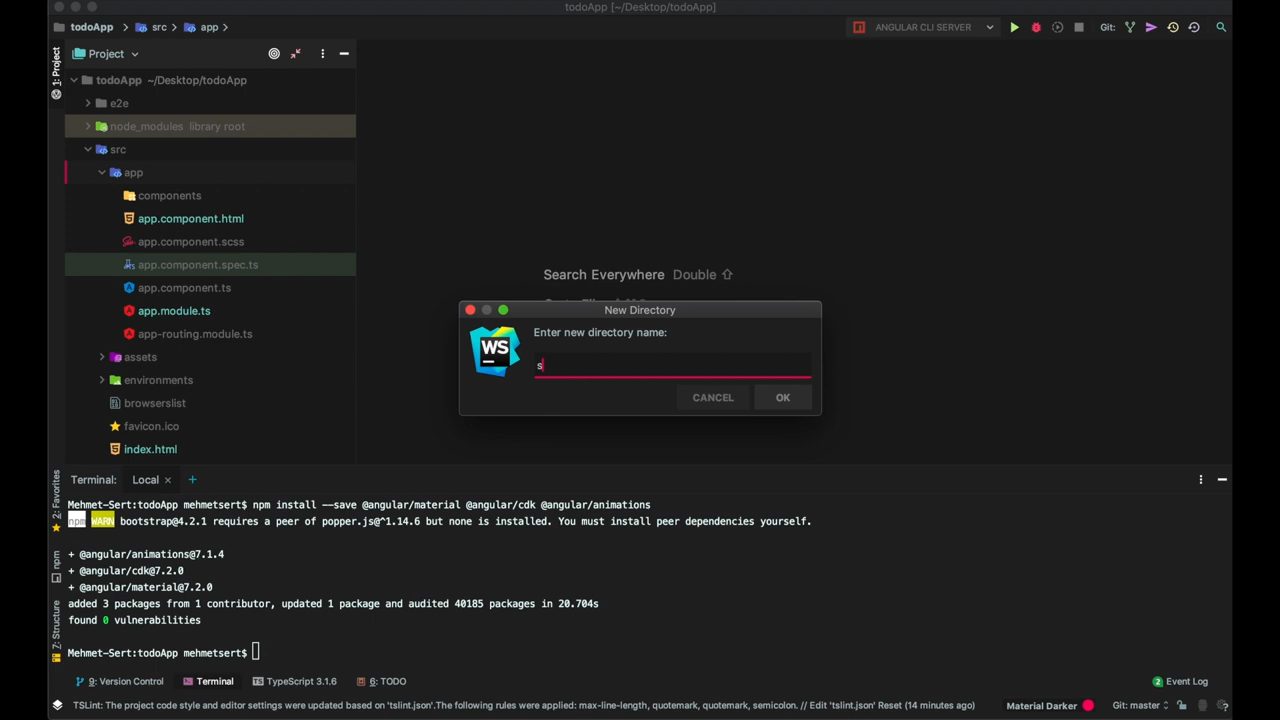 todoApp [~/Desktop/todoApp]
todoApp > src > app >
ANGULAR CLI SERVER
Git:
1: Project
Project
todoApp ~/Desktop/todoApp
e2e
node_modules library root
src
app
components
app.component.html
app.component.scss
app.component.spec.ts
app.component.ts
app.module.ts
app-routing.module.ts
assets
environments
browserslist
favicon.ico
index.html
Search Everywhere Double ⇧
New Directory
WS
Enter new directory name:
s
CANCEL
OK
2: Favorites
npm
7: Structure
Terminal: Local × +
Mehmet-Sert:todoApp mehmetsert$ npm install --save @angular/material @angular/cdk @angular/animations
npm WARN bootstrap@4.2.1 requires a peer of popper.js@^1.14.6 but none is installed. You must install peer dependencies yourself.
+ @angular/animations@7.1.4
+ @angular/cdk@7.2.0
+ @angular/material@7.2.0
added 3 packages from 1 contributor, updated 1 package and audited 40185 packages in 20.704s
found 0 vulnerabilities
Mehmet-Sert:todoApp mehmetsert$
9: Version Control
Terminal
TypeScript 3.1.6
6: TODO
2 Event Log
TSLint: The project code style and editor settings were updated based on 'tslint.json'.The following rules were applied: max-line-length, quotemark, quotemark, semicolon. // Edit 'tslint.json' Reset (14 minutes ago)
Material Darker
Git: master